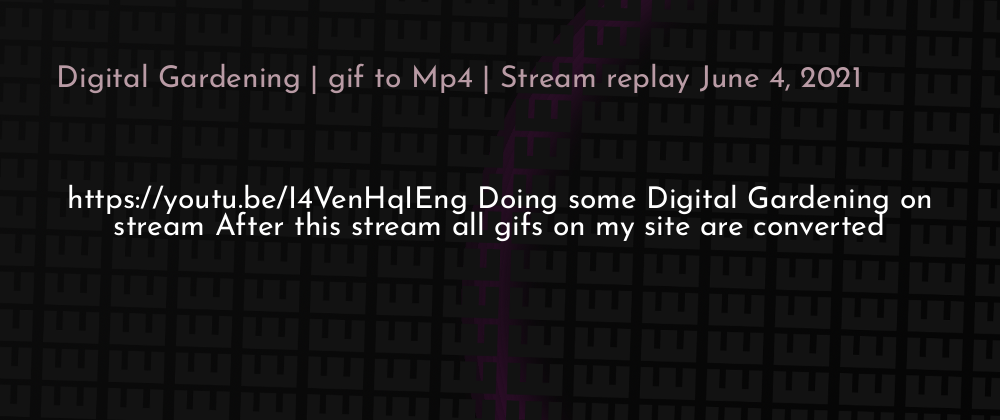 Digital Gardening | gif to Mp4 | Stream replay June 4, 2021
https://youtu.be/I4VenHqIEng Doing some Digital Gardening on
stream After this stream all gifs on my site are converted